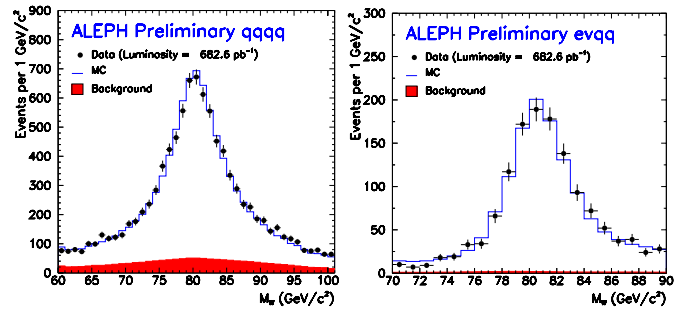 ALEPH Preliminary qqqq
Data (Luminosity = 682.6 pb⁻¹)
MC
Background
Events per 1 GeV/c²
900
800
700
600
500
400
300
200
100
0
60 65 70 75 80 85 90 95 100
M_W (GeV/c²)
ALEPH Preliminary eνqq
Data (Luminosity = 682.6 pb⁻¹)
MC
Background
Events per 1 GeV/c²
300
250
200
150
100
50
0
70 72 74 76 78 80 82 84 86 88 90
M_W (GeV/c²)